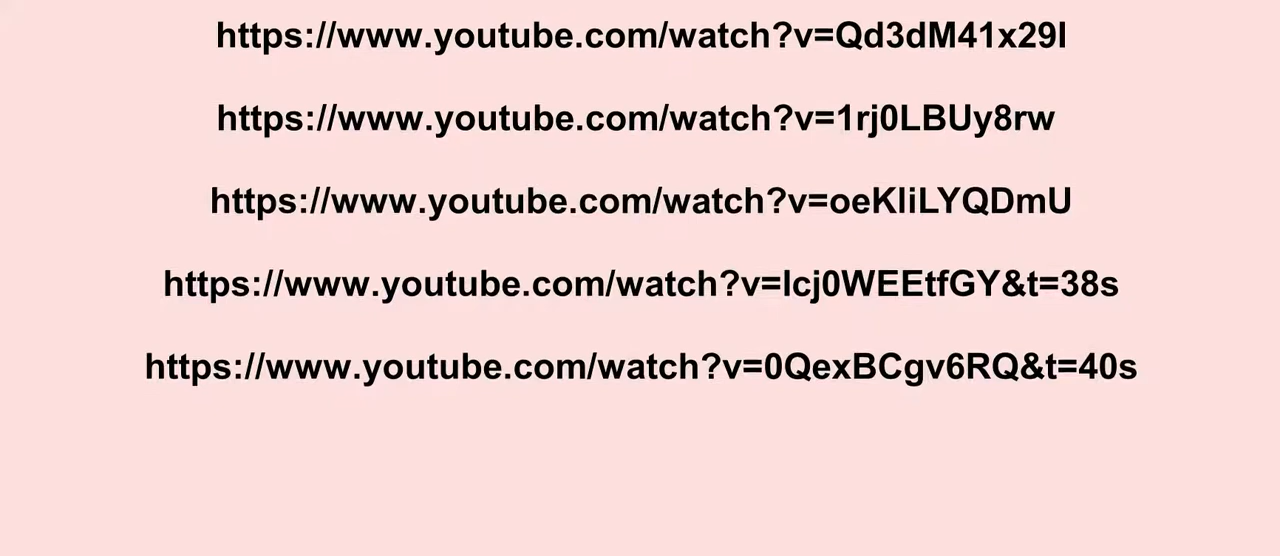 https://www.youtube.com/watch?v=Qd3dM41x29I
https://www.youtube.com/watch?v=1rj0LBUy8rw
https://www.youtube.com/watch?v=oeKliLYQDmU
https://www.youtube.com/watch?v=lcj0WEEtfGY&t=38s
https://www.youtube.com/watch?v=0QexBCgv6RQ&t=40s